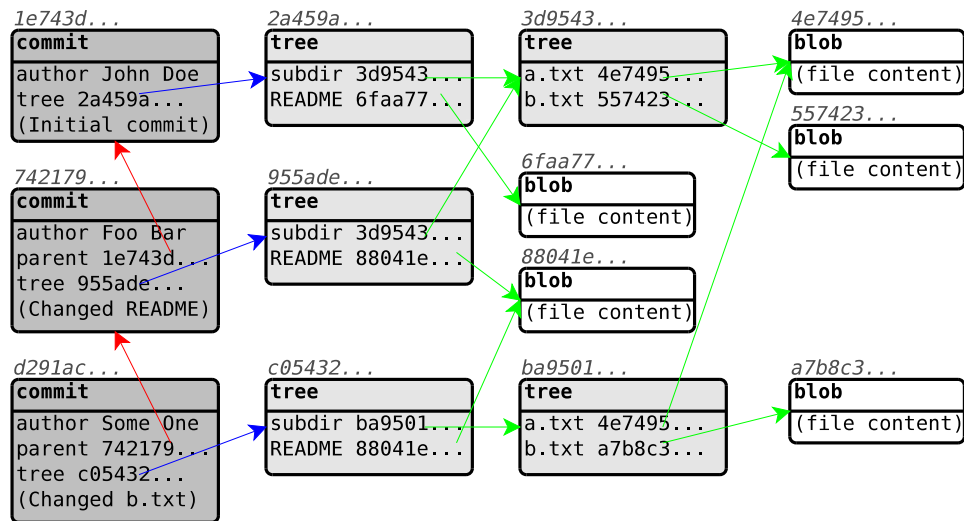 1e743d...
commit
author John Doe
tree 2a459a...
(Initial commit)
2a459a...
tree
subdir 3d9543...
README 6faa77...
3d9543...
tree
a.txt 4e7495...
b.txt 557423...
4e7495...
blob
(file content)
557423...
blob
(file content)
6faa77...
blob
(file content)
742179...
commit
author Foo Bar
parent 1e743d...
tree 955ade...
(Changed README)
955ade...
tree
subdir 3d9543...
README 88041e...
88041e...
blob
(file content)
d291ac...
commit
author Some One
parent 742179...
tree c05432...
(Changed b.txt)
c05432...
tree
subdir ba9501...
README 88041e...
ba9501...
tree
a.txt 4e7495...
b.txt a7b8c3...
a7b8c3...
blob
(file content)